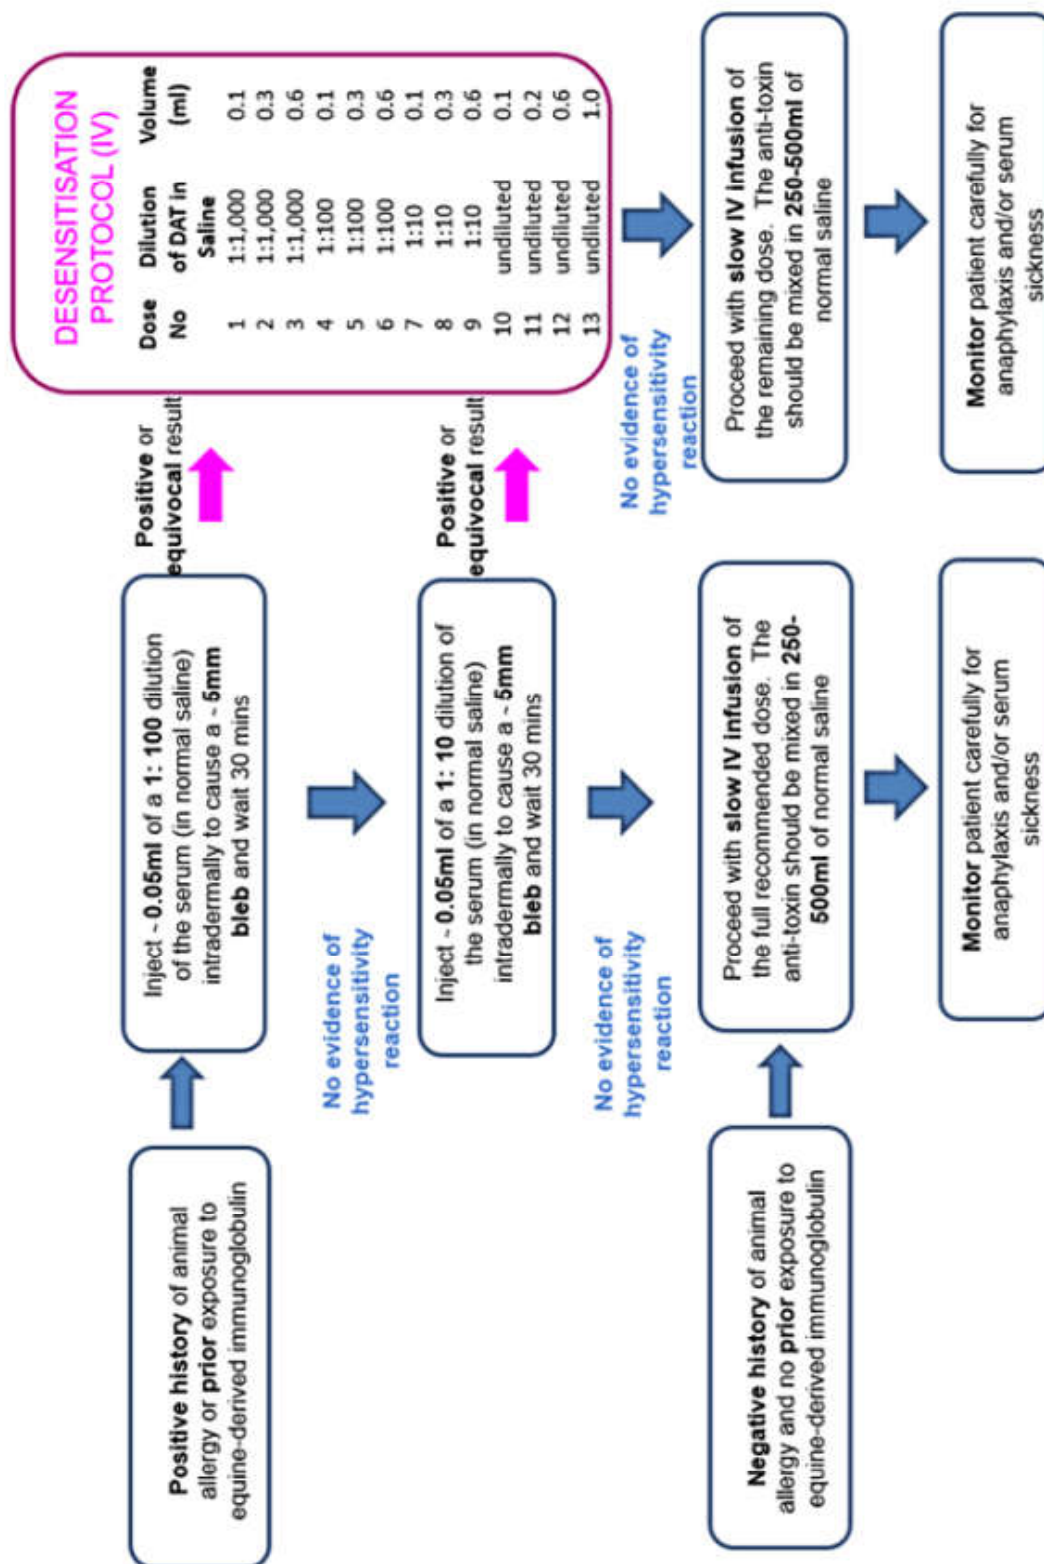 Positive history of animal
allergy or prior exposure to
equine-derived immunoglobulin
Inject ~ 0.05ml of a 1: 100 dilution
of the serum (in normal saline)
intradermally to cause a ~ 5mm
bleb and wait 30 mins
Positive or
equivocal result
DESENSITISATION
PROTOCOL (IV)
Dose Dilution Volume
No of DAT in (ml)
Saline
1 1:1,000 0.1
2 1:1,000 0.3
3 1:1,000 0.6
4 1:100 0.1
5 1:100 0.3
6 1:100 0.6
7 1:10 0.1
8 1:10 0.3
9 1:10 0.6
10 undiluted 0.1
11 undiluted 0.2
12 undiluted 0.6
13 undiluted 1.0
No evidence of
hypersensitivity
reaction
Inject ~ 0.05ml of a 1: 10 dilution of
the serum (in normal saline)
intradermally to cause a ~ 5mm
bleb and wait 30 mins
Positive or
equivocal result
No evidence of
hypersensitivity
reaction
No evidence of
hypersensitivity
reaction
Negative history of animal
allergy and no prior exposure to
equine-derived immunoglobulin
Proceed with slow IV infusion of
the full recommended dose. The
anti-toxin should be mixed in 250-
500ml of normal saline
Proceed with slow IV infusion of
the remaining dose. The anti-toxin
should be mixed in 250-500ml of
normal saline
Monitor patient carefully for
anaphylaxis and/or serum
sickness
Monitor patient carefully for
anaphylaxis and/or serum
sickness